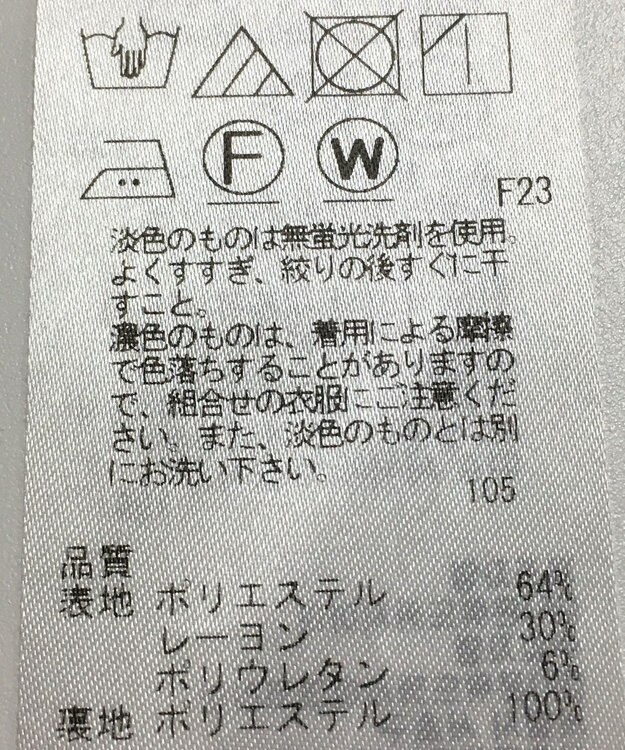 F W
F23
淡色のものは無蛍光洗剤を使用。
よくすすぎ、絞りの後すぐに干
すこと。
濃色のものは、着用による摩擦
で色落ちすることがありますの
で、組合せの衣服にご注意くだ
さい。また、淡色のものとは別
にお洗い下さい。
105
品質
表地 ポリエステル 64%
レーヨン 30%
ポリウレタン 6%
裏地 ポリエステル 100%